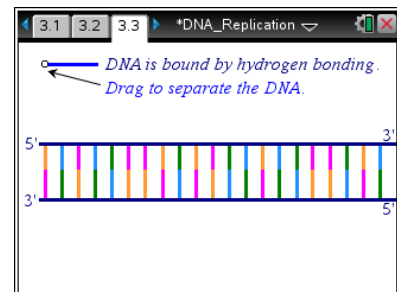 3.1 3.2 3.3 *DNA_Replication
DNA is bound by hydrogen bonding.
Drag to separate the DNA.
5' 3'
3' 5'